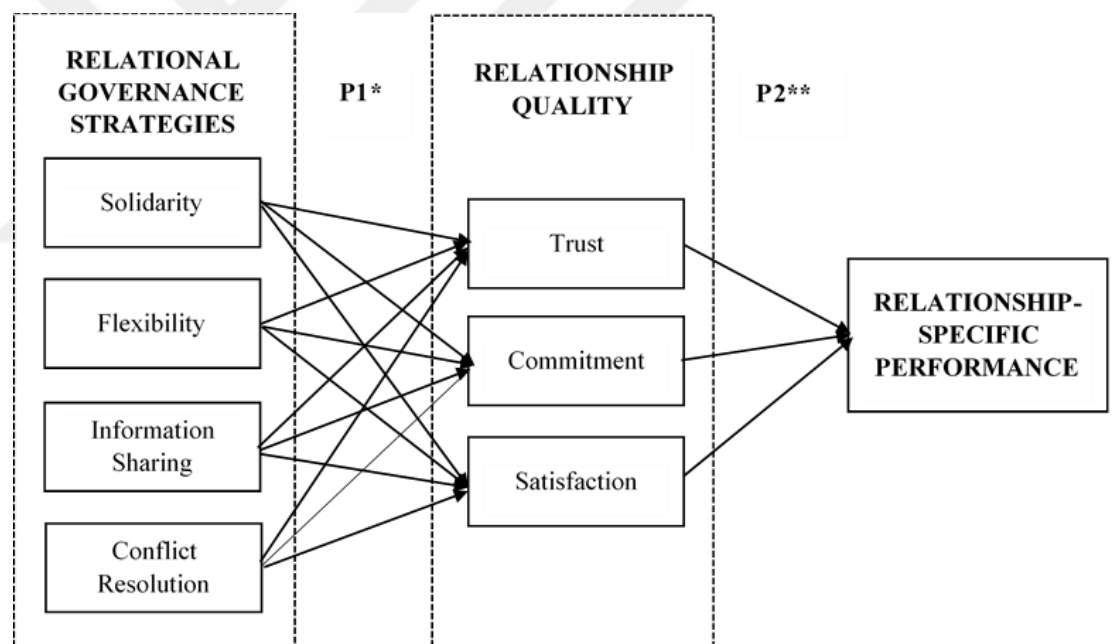 RELATIONAL
GOVERNANCE
STRATEGIES
Solidarity
Flexibility
Information
Sharing
Conflict
Resolution
P1*
RELATIONSHIP
QUALITY
Trust
Commitment
Satisfaction
P2**
RELATIONSHIP-
SPECIFIC
PERFORMANCE